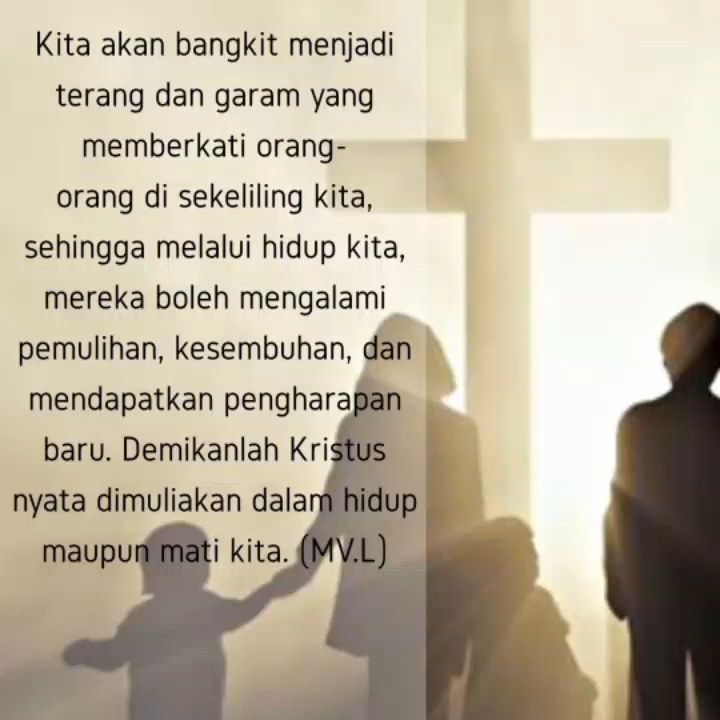 Kita akan bangkit menjadi
terang dan garam yang
memberkati orang-
orang di sekeliling kita,
sehingga melalui hidup kita,
mereka boleh mengalami
pemulihan, kesembuhan, dan
mendapatkan pengharapan
baru. Demikanlah Kristus
nyata dimuliakan dalam hidup
maupun mati kita. (MV.L)